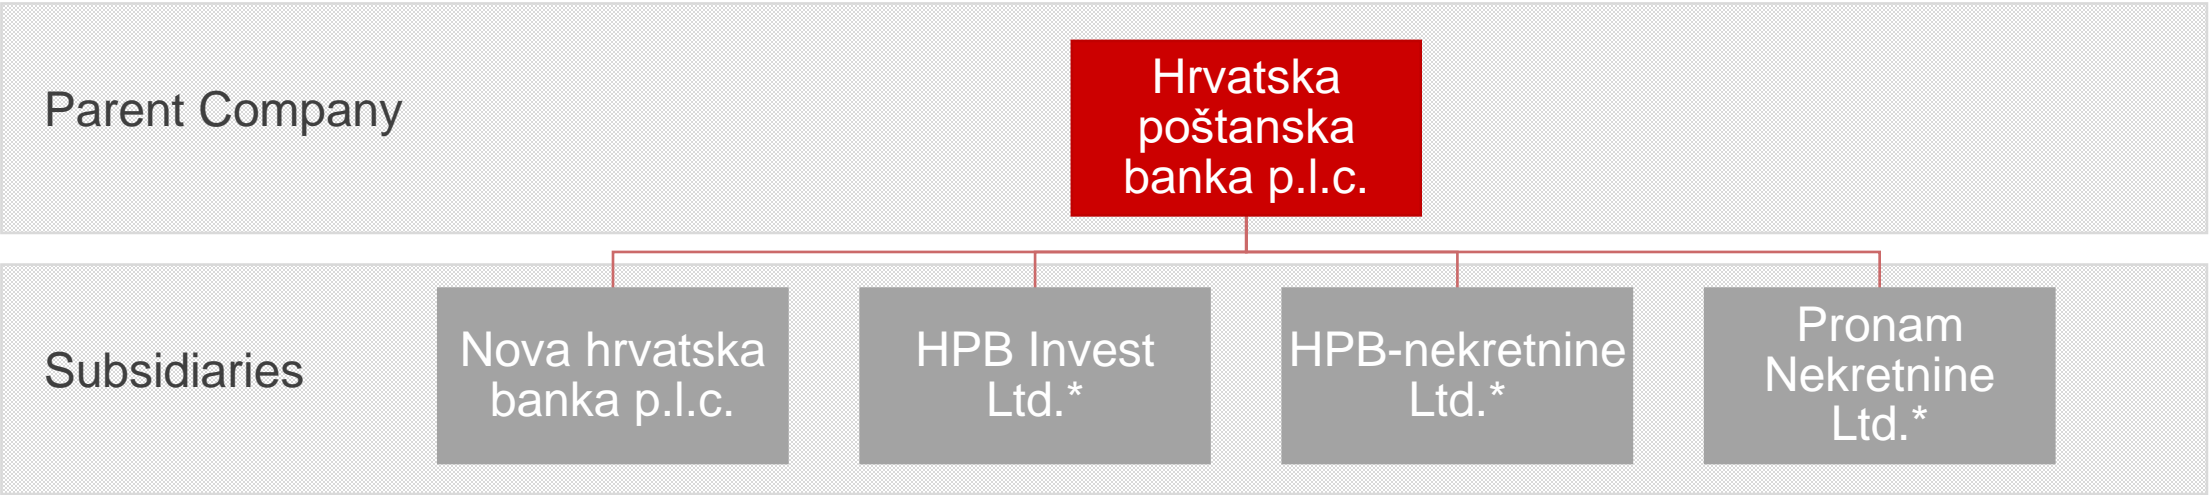 Parent Company
Hrvatska
poštanska
banka p.l.c.
Subsidiaries
Nova hrvatska
banka p.l.c.
HPB Invest
Ltd.*
HPB-nekretnine
Ltd.*
Pronam
Nekretnine
Ltd.*